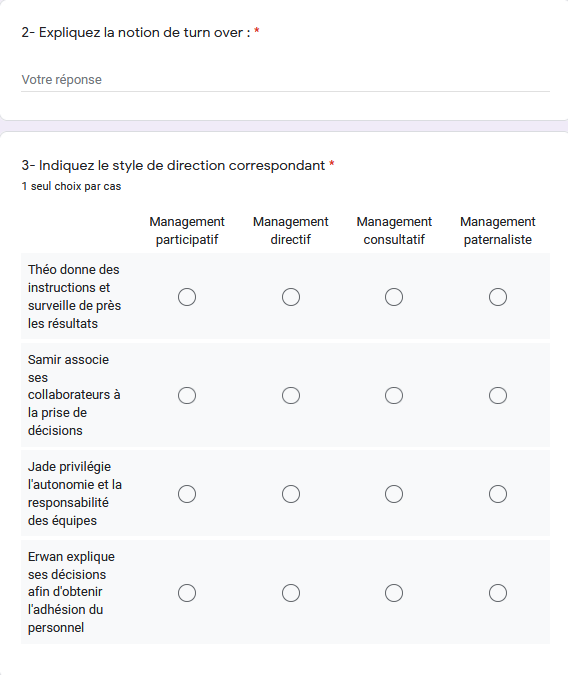 2- Expliquez la notion de turn over : *
Votre réponse
3- Indiquez le style de direction correspondant *
1 seul choix par cas
Management participatif
Management directif
Management consultatif
Management paternaliste
Théo donne des
instructions et
surveille de près
les résultats
Samir associe
ses
collaborateurs à
la prise de
décisions
Jade privilégie
l'autonomie et la
responsabilité
des équipes
Erwan explique
ses décisions
afin d'obtenir
l'adhésion du
personnel